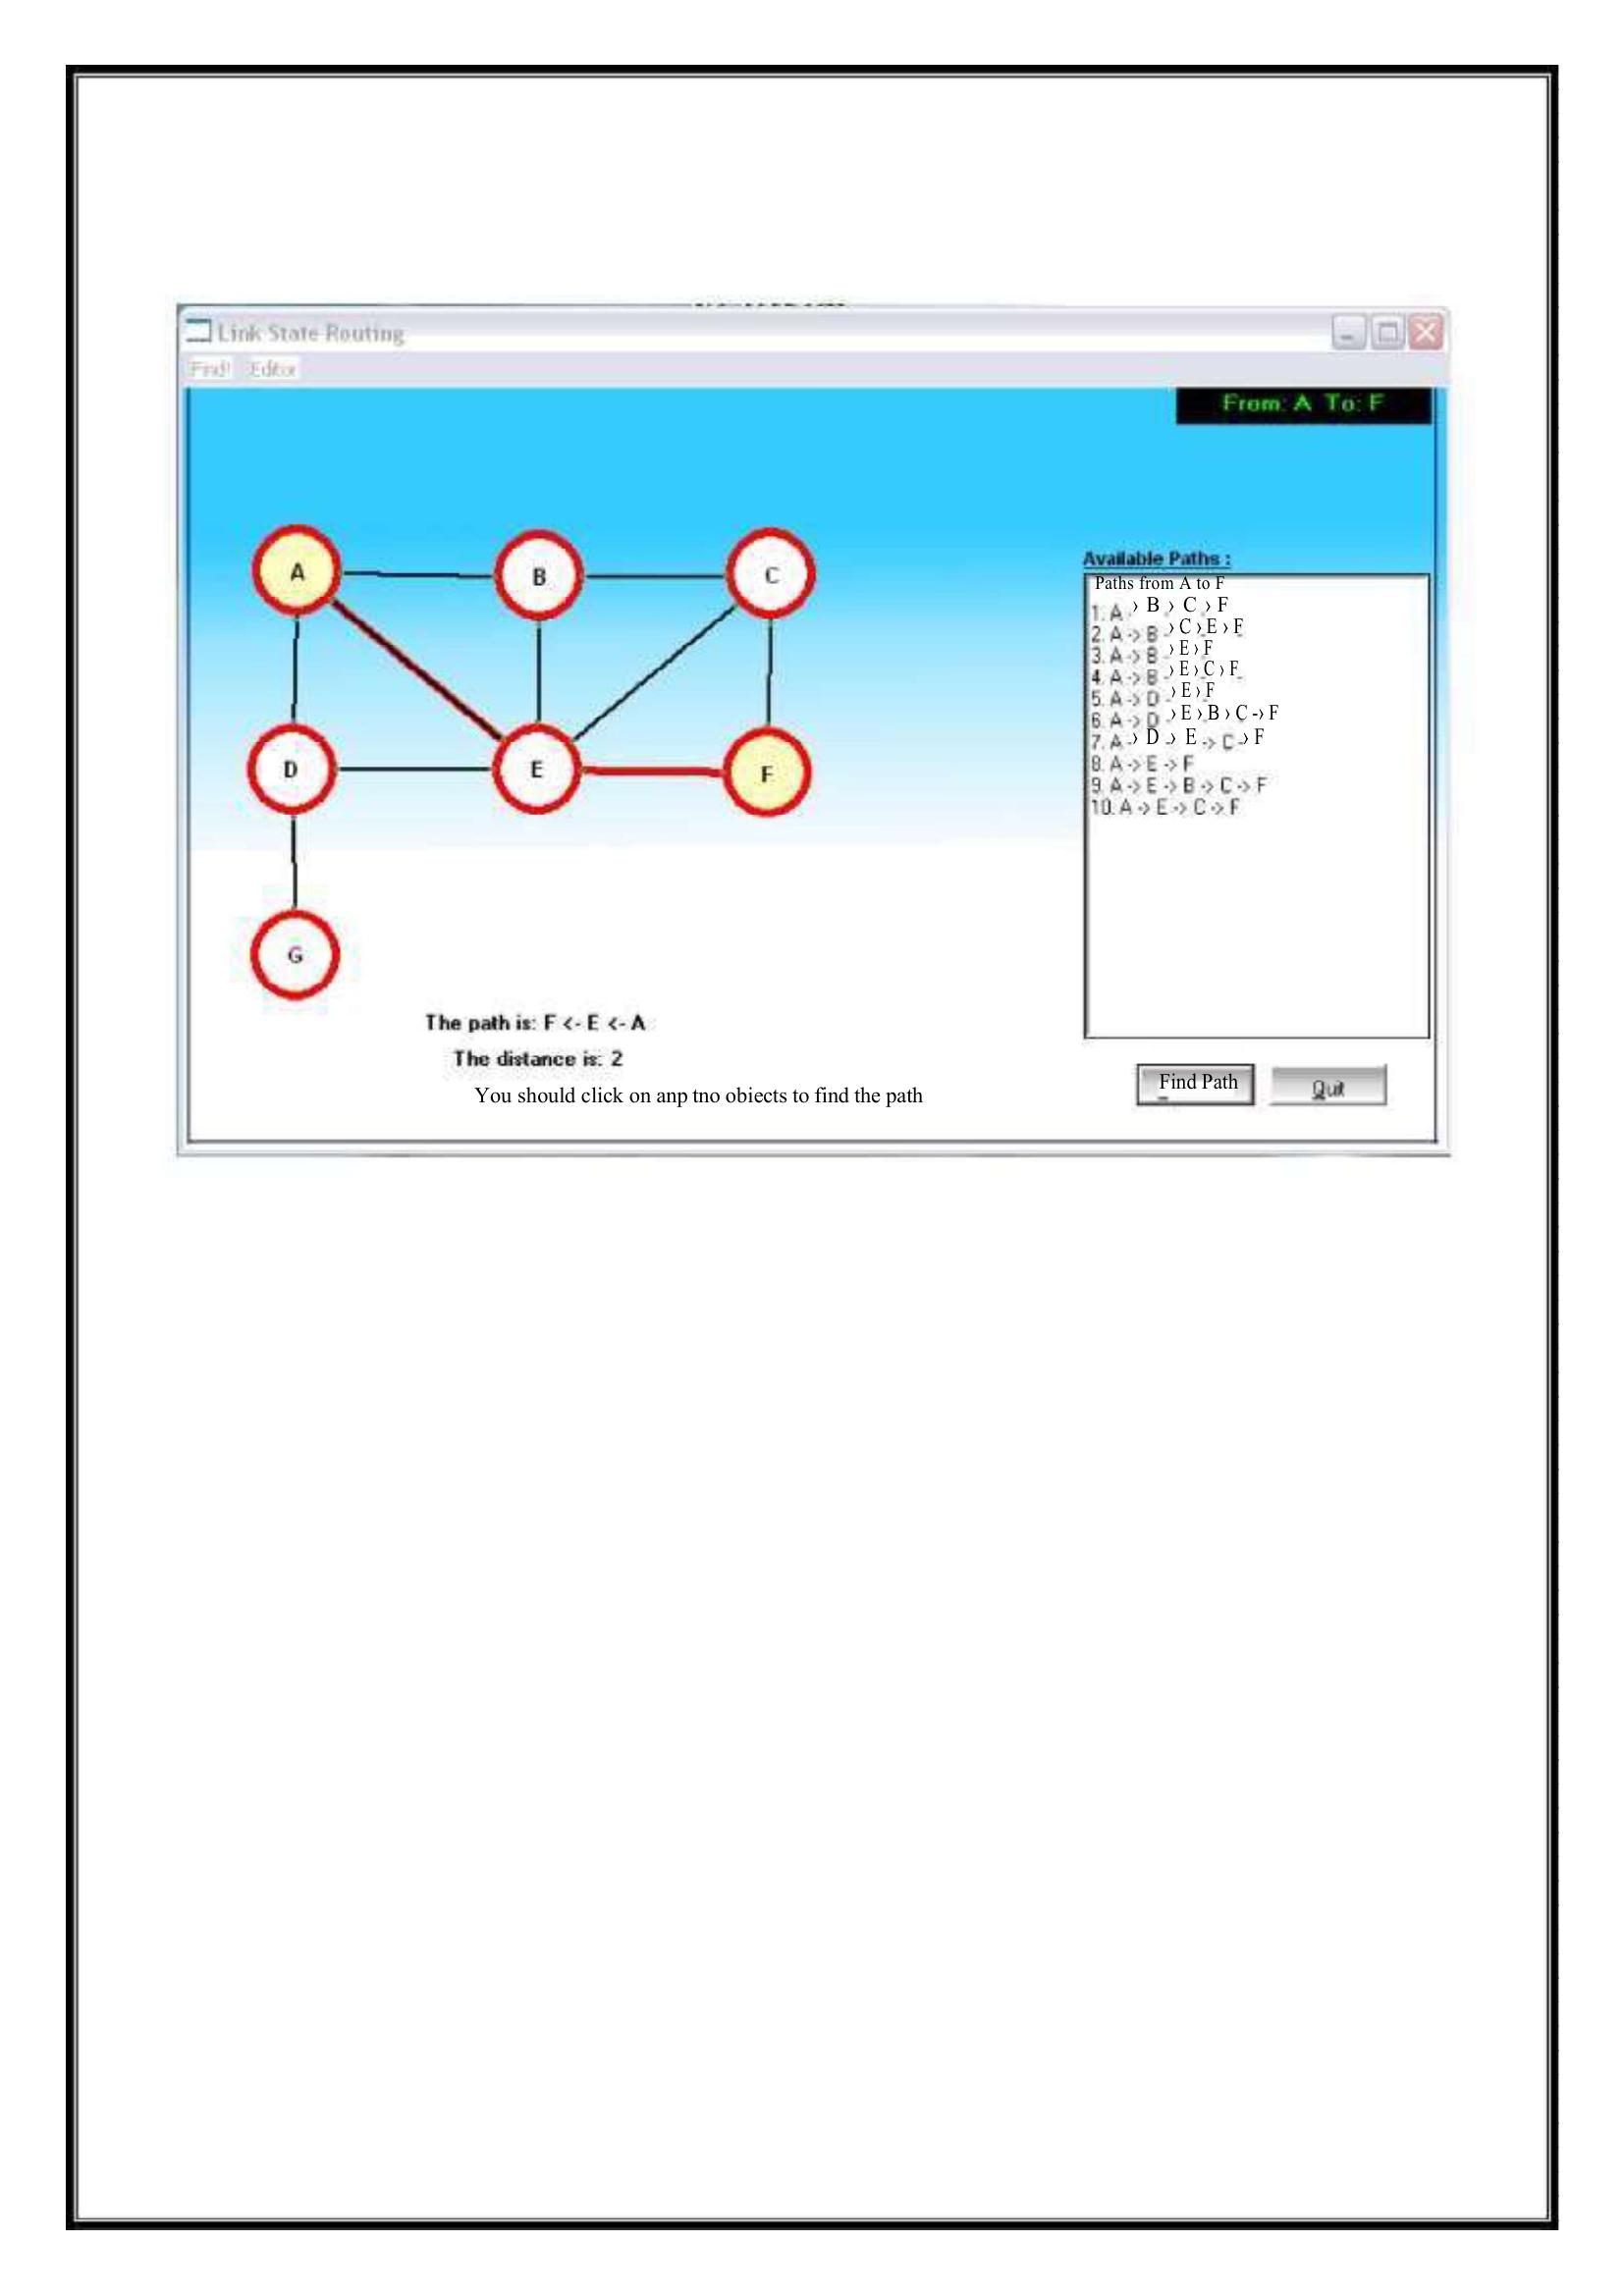 Link State Routing
Find! Editor
From: A To: F
A
B
C
D
E
F
G
Available Paths :
Paths from A to F
1. A -> B -> C -> F
2. A -> B -> C -> E -> F
3. A -> B -> E -> F
4. A -> B -> E -> C -> F
5. A -> D -> E -> F
6. A -> D -> E -> B -> C -> F
7. A -> D -> E -> C -> F
8. A -> E -> F
9. A -> E -> B -> C -> F
10. A -> E -> C -> F
The path is: F <- E <- A
The distance is: 2
You should click on anp tno obiects to find the path
Find Path
Quit